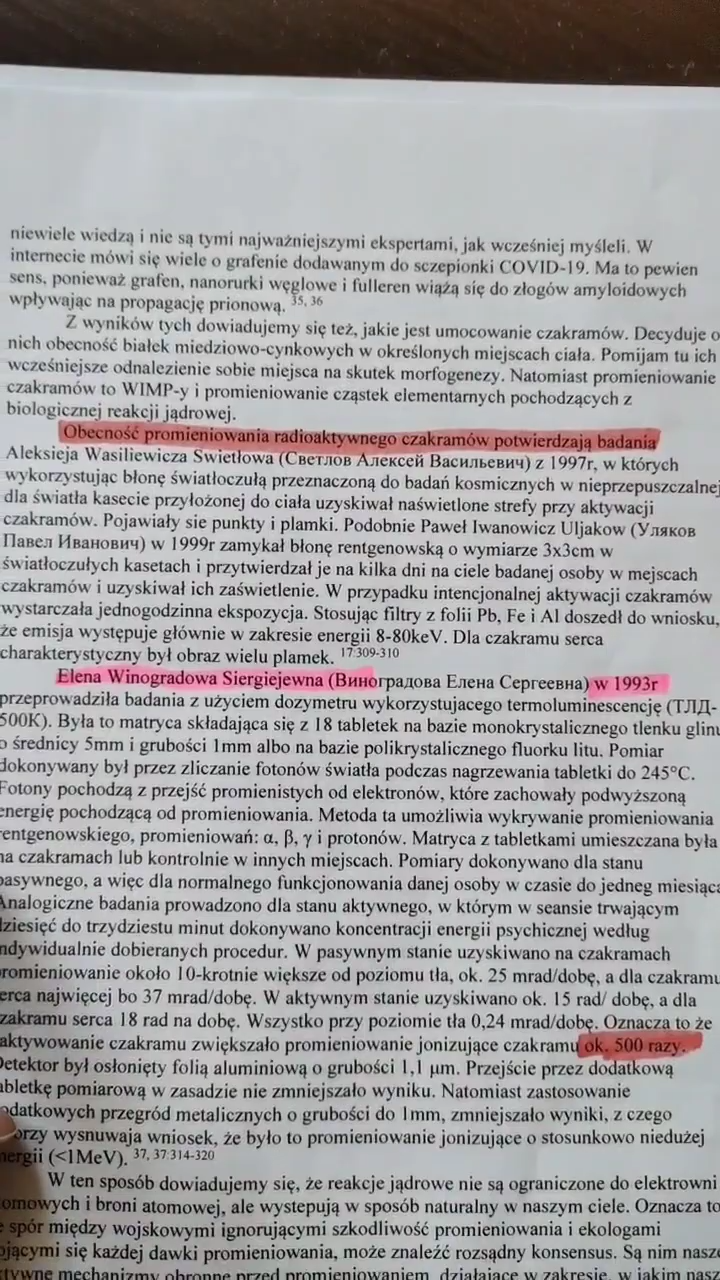 niewiele wiedzą i nie są tymi najważniejszymi ekspertami, jak wcześniej myśleli. W
internecie mówi się wiele o grafenie dodawanym do sczepionki COVID-19. Ma to pewien
sens, ponieważ grafen, nanorurki węglowe i fulleren wiążą się do złogów amyloidowych
wpływając na propagację prionową. 35, 36
Z wyników tych dowiadujemy się też, jakie jest umocowanie czakramów. Decyduje o
nich obecność białek miedziowo-cynkowych w określonych miejscach ciała. Pomijam tu ich
wcześniejsze odnalezienie sobie miejsca na skutek morfogenezy. Natomiast promieniowanie
czakramów to WIMP-y i promieniowanie cząstek elementarnych pochodzących z
biologicznej reakcji jądrowej.
Obecność promieniowania radioaktywnego czakramów potwierdzają badania
Aleksieja Wasiliewicza Swietłowa (Светлов Алексей Васильевич) z 1997r, w których
wykorzystując błonę światłoczułą przeznaczoną do badań kosmicznych w nieprzepuszczalnej
dla światła kasecie przyłożonej do ciała uzyskiwał naświetlone strefy przy aktywacji
czakramów. Pojawiały sie punkty i plamki. Podobnie Paweł Iwanowicz Uljakow (Уляков
Павел Иванович) w 1999r zamykał błonę rentgenowską o wymiarze 3x3cm w
światłoczułych kasetach i przytwierdzał je na kilka dni na ciele badanej osoby w mejscach
czakramów i uzyskiwał ich zaświetlenie. W przypadku intencjonalnej aktywacji czakramów
wystarczała jednogodzinna ekspozycja. Stosując filtry z folii Pb, Fe i Al doszedł do wniosku,
że emisja występuje głównie w zakresie energii 8-80keV. Dla czakramu serca
charakterystyczny był obraz wielu plamek. 17:309-310
Elena Winogradowa Siergiejewna (Виноградова Елена Сергеевна) w 1993r
przeprowadziła badania z użyciem dozymetru wykorzystujacego termoluminescencję (ТЛД-
500K). Była to matryca składająca się z 18 tabletek na bazie monokrystalicznego tlenku glinu
o średnicy 5mm i grubości 1mm albo na bazie polikrystalicznego fluorku litu. Pomiar
dokonywany był przez zliczanie fotonów światła podczas nagrzewania tabletki do 245°C.
Fotony pochodzą z przejść promienistych od elektronów, które zachowały podwyższoną
energię pochodzącą od promieniowania. Metoda ta umożliwia wykrywanie promieniowania
rentgenowskiego, promieniowań: α, β, γ i protonów. Matryca z tabletkami umieszczana była
na czakramach lub kontrolnie w innych miejscach. Pomiary dokonywano dla stanu
pasywnego, a więc dla normalnego funkcjonowania danej osoby w czasie do jedneg miesiąca
Analogiczne badania prowadzono dla stanu aktywnego, w którym w seansie trwającym
dziesięć do trzydziestu minut dokonywano koncentracji energii psychicznej według
ndywidualnie dobieranych procedur. W pasywnym stanie uzyskiwano na czakramach
promieniowanie około 10-krotnie większe od poziomu tła, ok. 25 mrad/dobę, a dla czakramu
erca najwięcej bo 37 mrad/dobę. W aktywnym stanie uzyskiwano ok. 15 rad/ dobę, a dla
zakramu serca 18 rad na dobę. Wszystko przy poziomie tła 0,24 mrad/dobę. Oznacza to że
aktywowanie czakramu zwiększało promieniowanie jonizujące czakramu ok. 500 razy.
Detektor był osłonięty folią aluminiową o grubości 1,1 μm. Przejście przez dodatkową
abletkę pomiarową w zasadzie nie zmniejszało wyniku. Natomiast zastosowanie
odatkowych przegród metalicznych o grubości do 1mm, zmniejszało wyniki, z czego
orzy wysnuwaja wniosek, że było to promieniowanie jonizujące o stosunkowo niedużej
nergii (<1MeV). 37, 37:314-320
W ten sposób dowiadujemy się, że reakcje jądrowe nie są ograniczone do elektrowni
omowych i broni atomowej, ale wystepują w sposób naturalny w naszym ciele. Oznacza to
spór między wojskowymi ignorującymi szkodliwość promieniowania i ekologami
ojącymi się każdej dawki promieniowania, może znaleźć rozsądny konsensus. Są nim nasze
ktywne mechanizmy obronne przed promieniowaniem, działające w zakresie, w jakim nasz